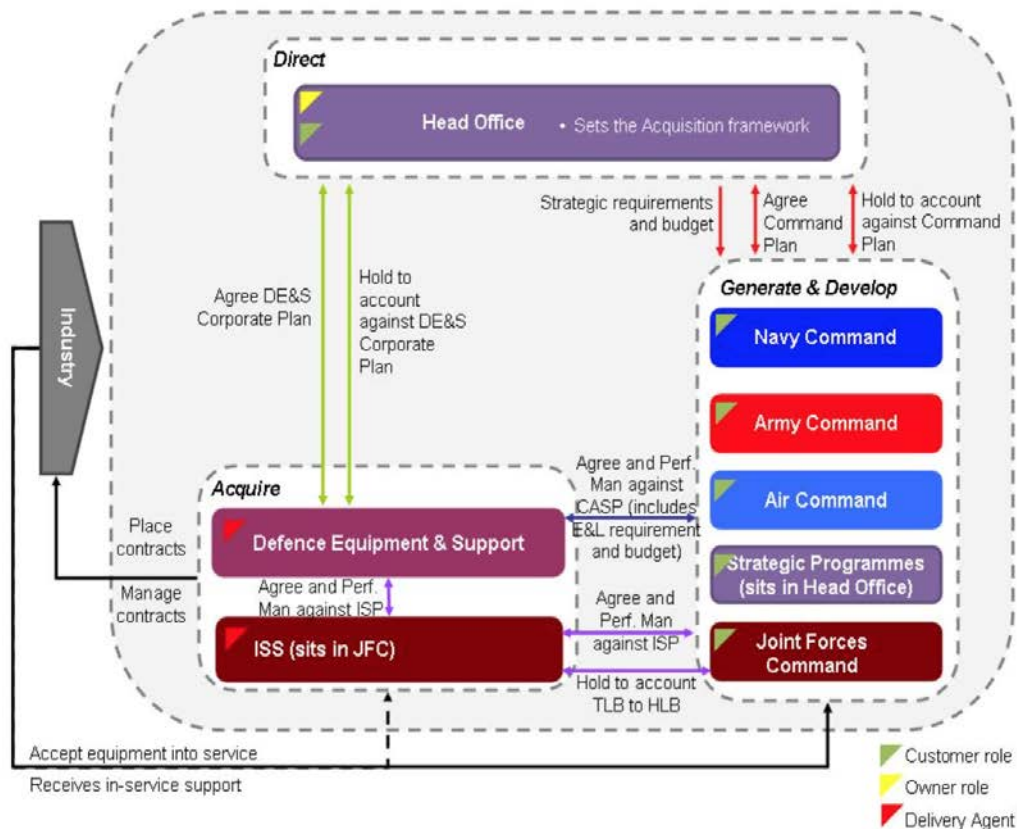 Direct
Head Office
• Sets the Acquisition framework
Strategic requirements
and budget
Agree
Command
Plan
Hold to account
against Command
Plan
Agree DE&S
Corporate Plan
Hold to
account
against DE&S
Corporate
Plan
Industry
Generate & Develop
Navy Command
Army Command
Air Command
Strategic Programmes
(sits in Head Office)
Joint Forces
Command
Acquire
Defence Equipment & Support
Agree and Perf.
Man against ISP
ISS (sits in JFC)
Agree and Perf.
Man against
CASP (includes
E&L requirement
and budget)
Agree and
Perf. Man
against ISP
Hold to account
TLB to HLB
Place
contracts
Manage
contracts
Accept equipment into service
Receives in-service support
Customer role
Owner role
Delivery Agent